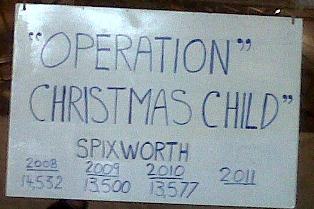 "OPERATION"
CHRISTMAS CHILD"
SPIXWORTH
2008 2009 2010 2011
14,532 13,500 13,577